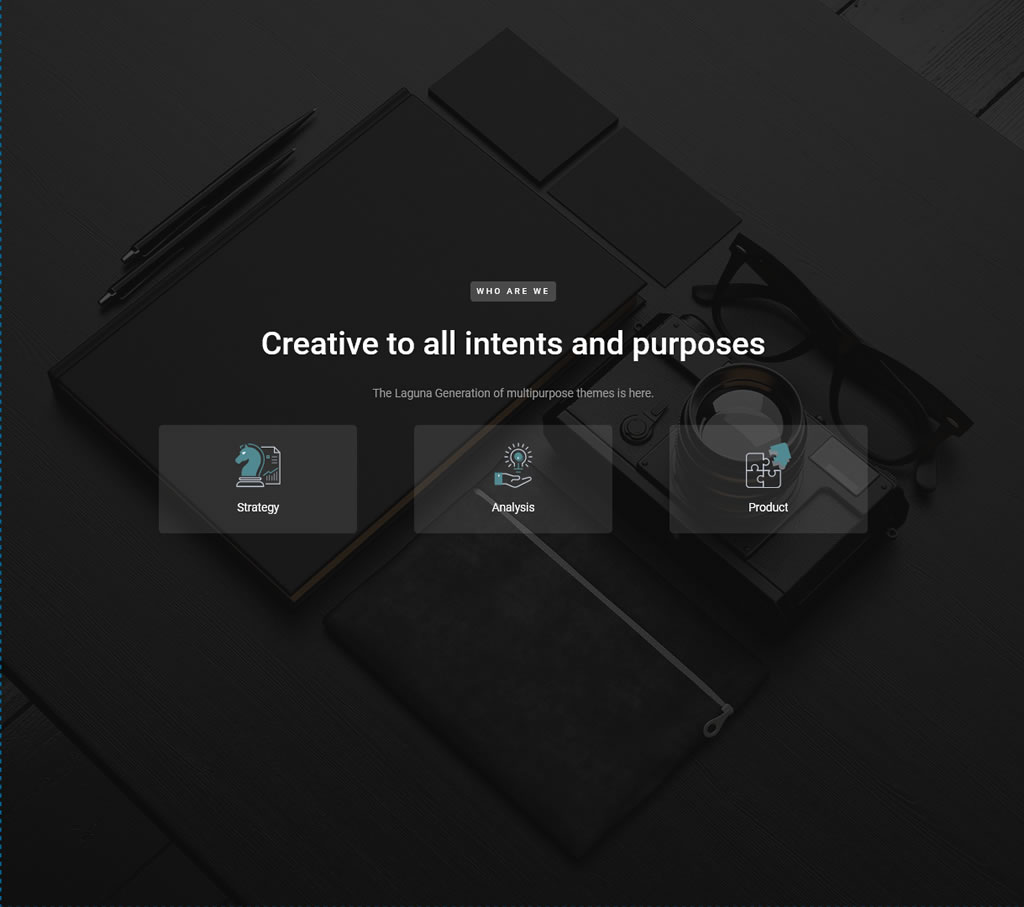 WHO ARE WE
Creative to all intents and purposes
The Laguna Generation of multipurpose themes is here.
Strategy
Analysis
Product